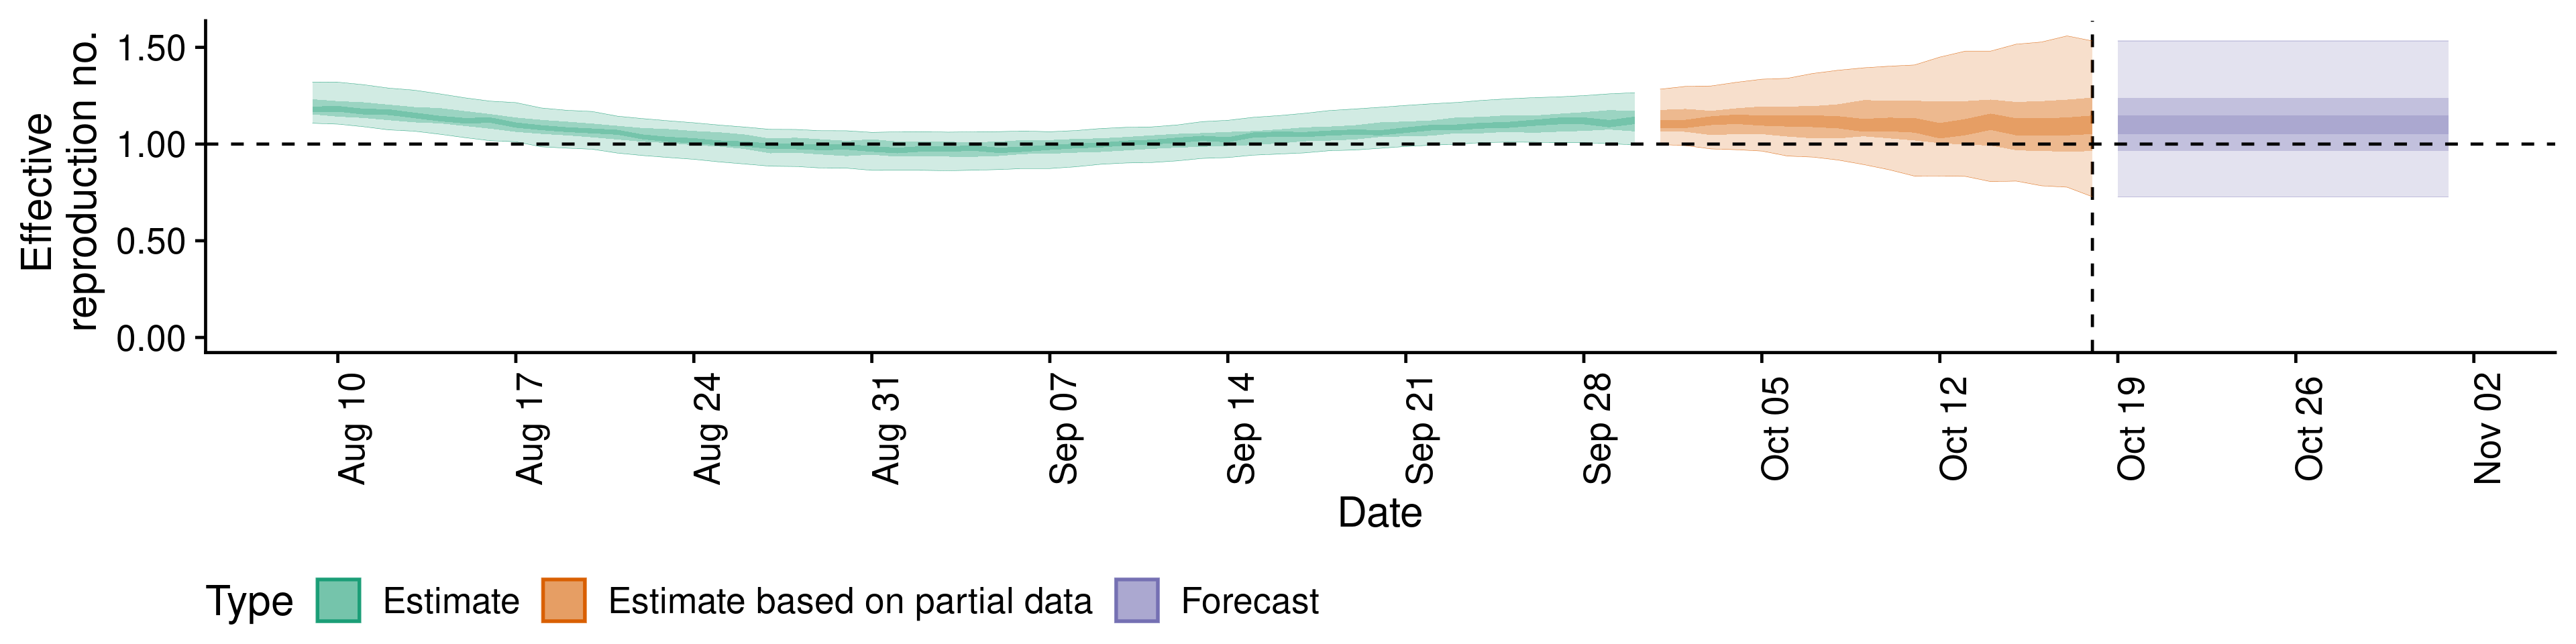 Effective
reproduction no.
1.50
1.00
0.50
0.00
Aug 10
Aug 17
Aug 24
Aug 31
Sep 07
Sep 14
Sep 21
Sep 28
Oct 05
Oct 12
Oct 19
Oct 26
Nov 02
Date
Type Estimate Estimate based on partial data Forecast